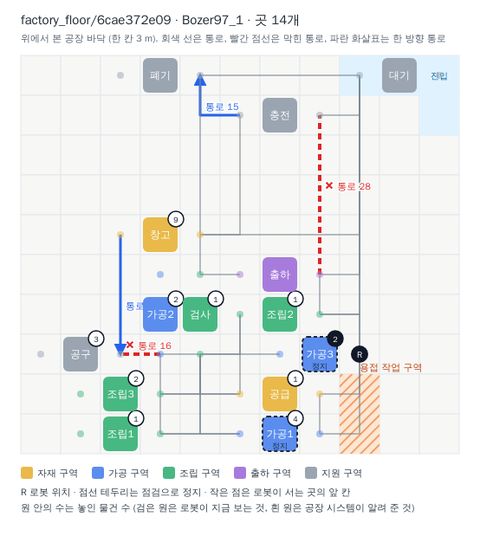 factory_floor/6cae372e09 · Bozer97_1 · 곳 14개
위에서 본 공장 바닥 (한 칸 3 m). 회색 선은 통로, 빨간 점선은 막힌 통로, 파란 화살표는 한 방향 통로
폐기
대기
통로 15
충전
✖ 통로 28
창고 9
출하
통로
가공2 2
검사 1
조립2 1
✖ 통로 16
공구 3
가공3 2
정지
R
용접 작업 구역
조립3 2
공급 1
조립1 1
가공1 4
정지
자재 구역 가공 구역 조립 구역 출하 구역 지원 구역
R 로봇 위치 · 점선 테두리는 점검으로 정지 · 작은 점은 로봇이 서는 곳의 앞 칸
원 안의 수는 놓인 물건 수 (검은 원은 로봇이 지금 보는 것, 흰 원은 공장 시스템이 알려 준 것)